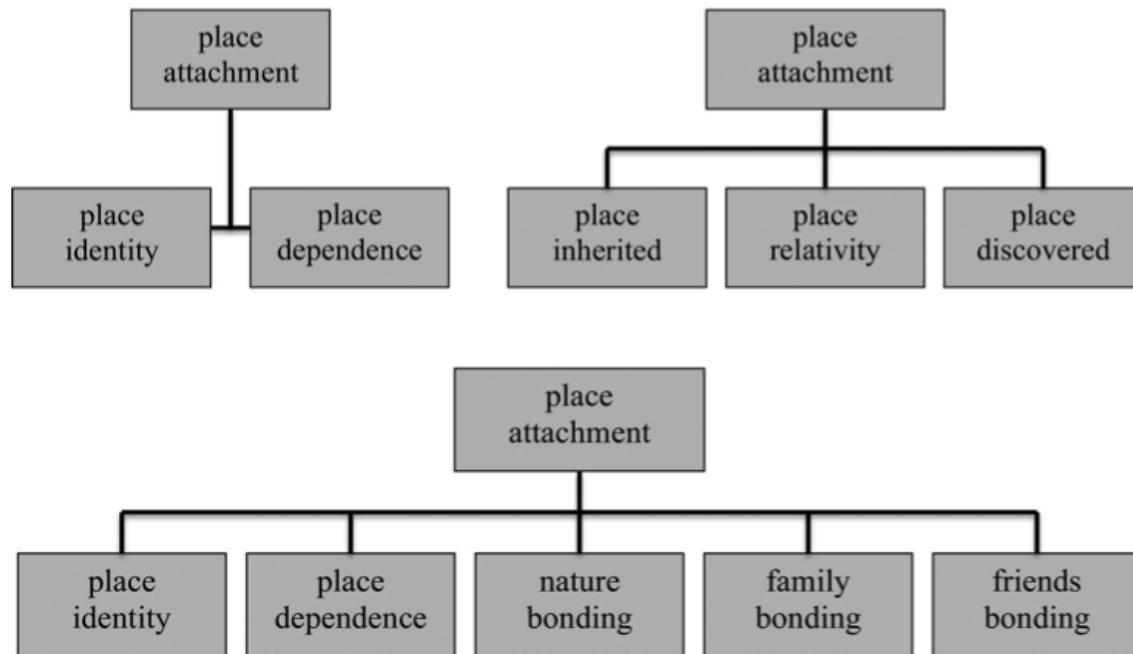 place
attachment
place
identity
place
dependence
place
attachment
place
inherited
place
relativity
place
discovered
place
attachment
place
identity
place
dependence
nature
bonding
family
bonding
friends
bonding